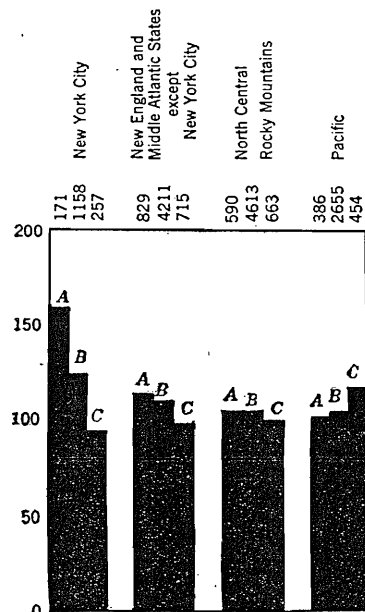 New York City
New England and
Middle Atlantic States
except
New York City
North Central
Rocky Mountains
Pacific
171
1158
257
829
4211
715
590
4613
663
386
2655
454
200
150
100
50
0
A
B
C
A
B
C
A
B
C
A
B
C